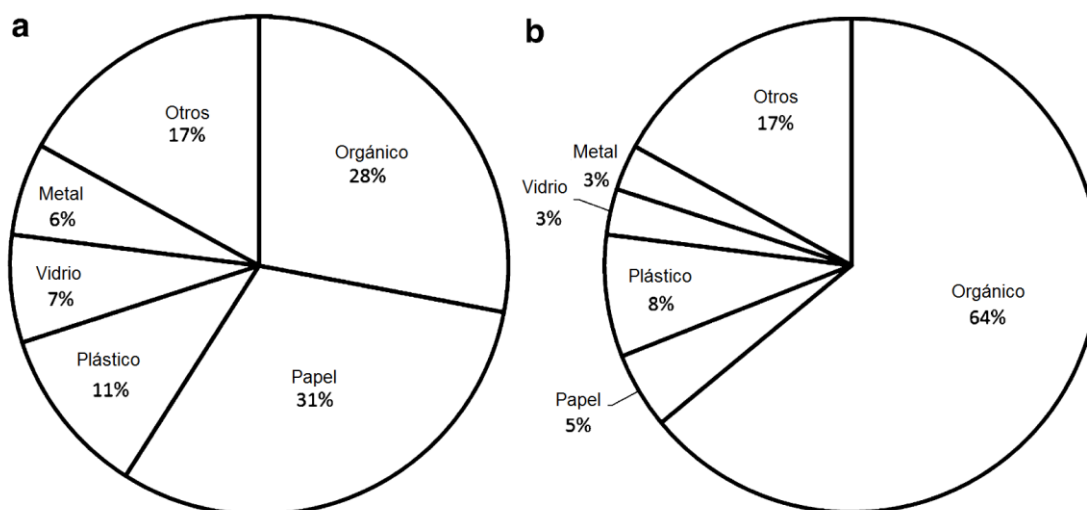 a
Otros
17%
Orgánico
28%
Metal
6%
Vidrio
7%
Plástico
11%
Papel
31%
b
Otros
17%
Metal
3%
Vidrio
3%
Plástico
8%
Orgánico
64%
Papel
5%